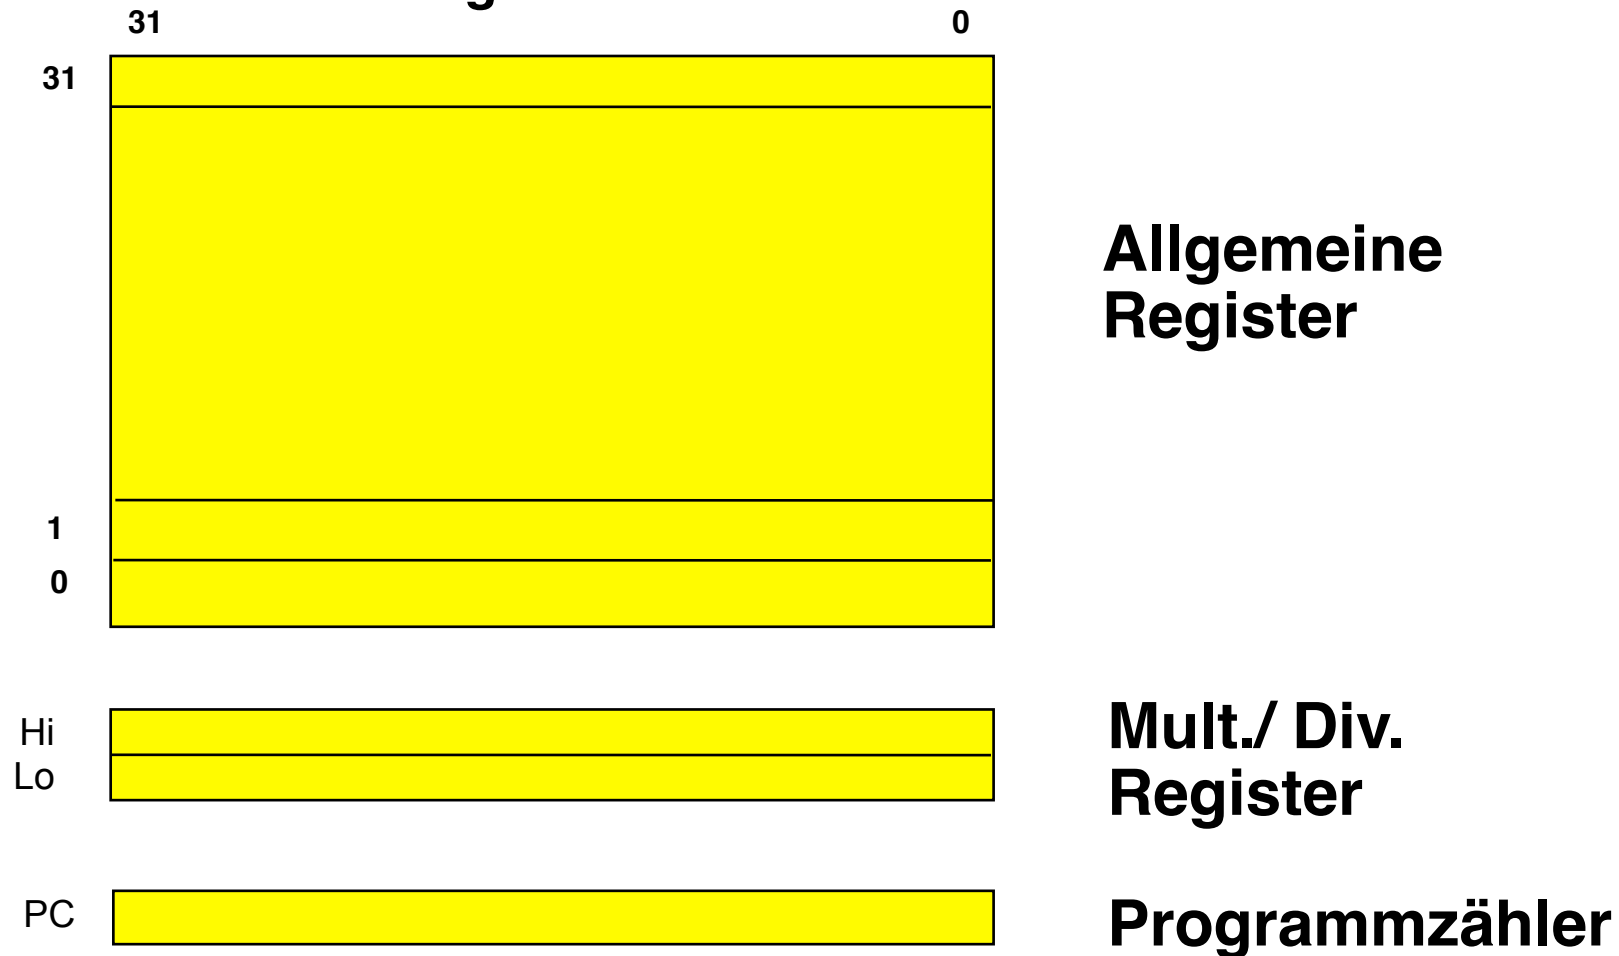 31 0
31
Allgemeine
Register
1
0
Hi
Lo
Mult./ Div.
Register
PC
Programmzähler